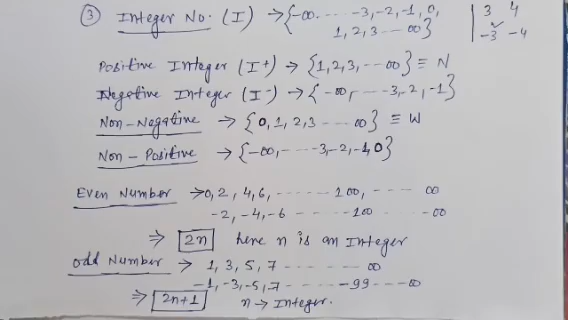 ③ Integer No: (I) → {-∞.....-3,-2,-1,0,
1,2,3---∞}
3 4
-3 -4
Positive Integer (I+) → {1,2,3,--∞} ≡ N
Negative Integer (I-) → {-∞,----3,-2,-1}
Non-Negative → {0,1,2,3----∞} ≡ W
Non-Positive → {-∞,-----3,-2,-1,0}
Even Number → 0, 2, 4, 6, -------100, ---- ∞
-2, -4, -6 ------100 ---- -∞
⇒ 2n here n is an Integer
Odd Number → 1, 3, 5, 7 -------- ∞
-1, -3, -5, 7 ------ -99----∞
⇒ 2n+1 n → Integer.